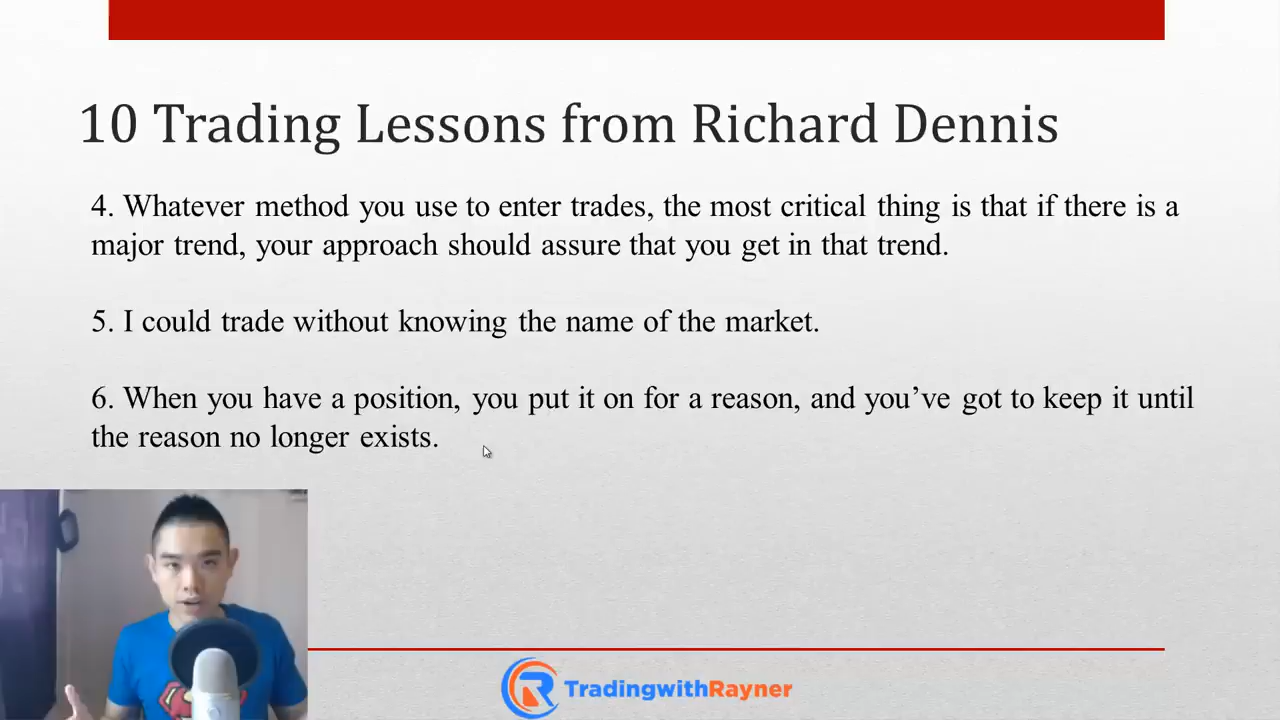 10 Trading Lessons from Richard Dennis
4. Whatever method you use to enter trades, the most critical thing is that if there is a
major trend, your approach should assure that you get in that trend.
5. I could trade without knowing the name of the market.
6. When you have a position, you put it on for a reason, and you’ve got to keep it until
the reason no longer exists.
TradingwithRayner